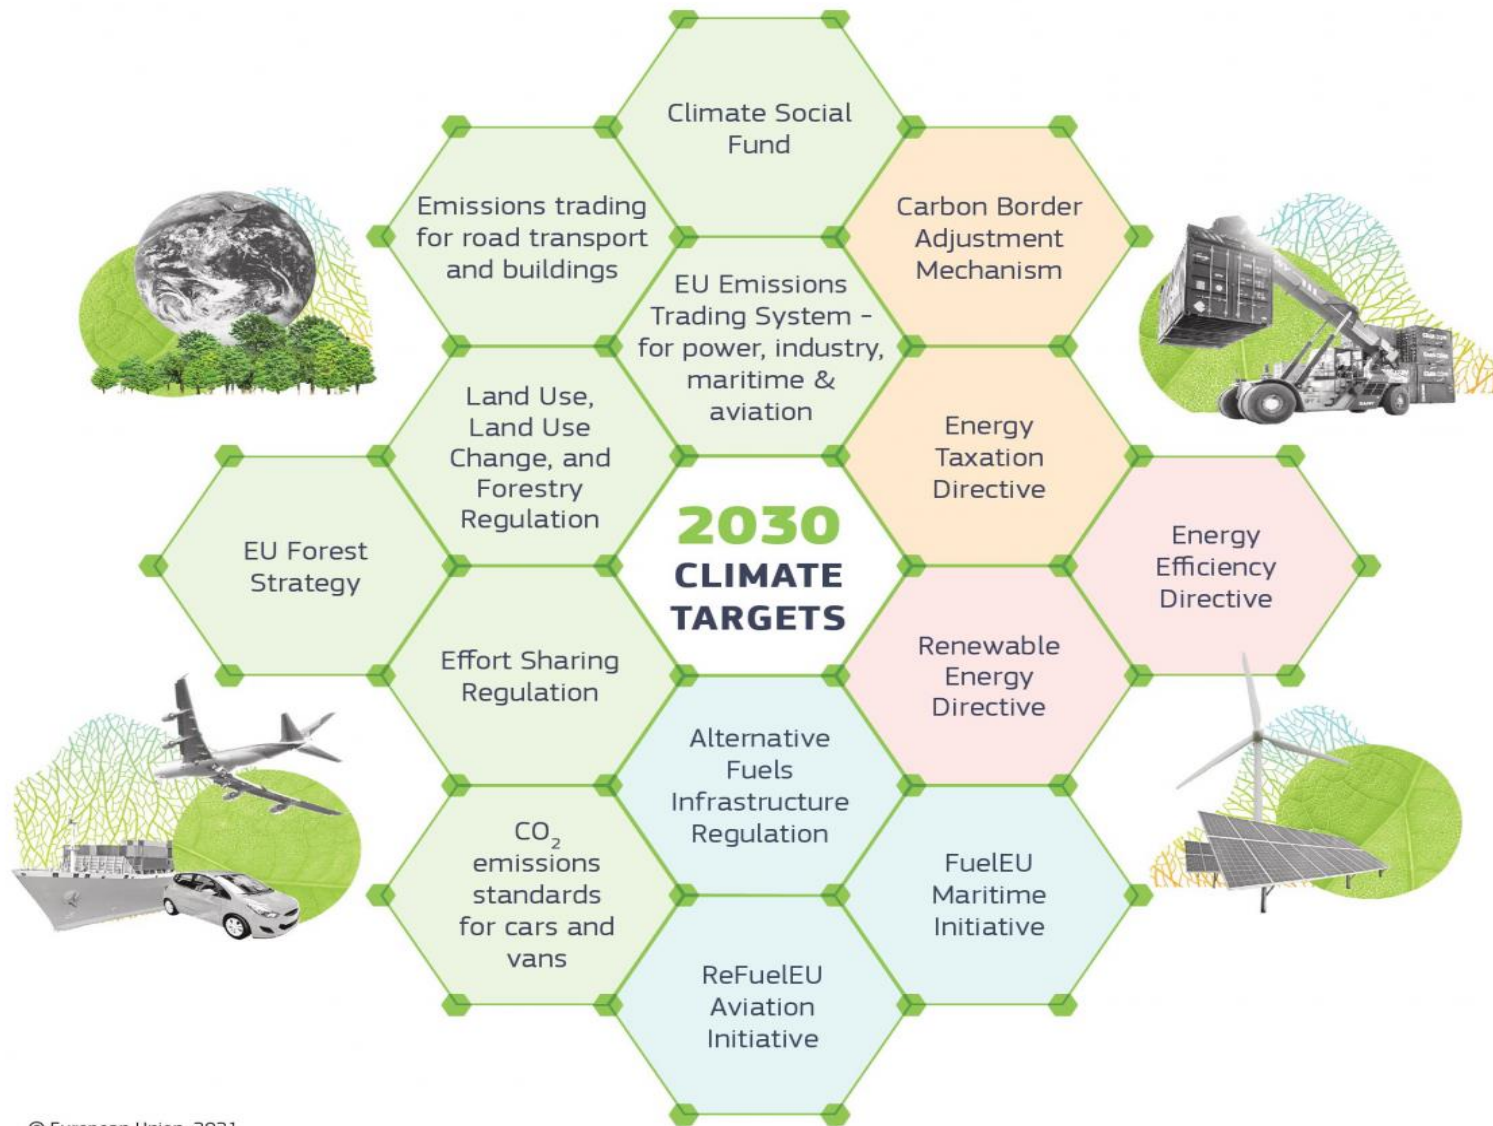 Climate Social
Fund
Emissions trading
for road transport
and buildings
Carbon Border
Adjustment
Mechanism
EU Emissions
Trading System -
for power, industry,
maritime &
aviation
Land Use,
Land Use
Change, and
Forestry
Regulation
Energy
Taxation
Directive
EU Forest
Strategy
2030
CLIMATE
TARGETS
Energy
Efficiency
Directive
Effort Sharing
Regulation
Renewable
Energy
Directive
Alternative
Fuels
Infrastructure
Regulation
CO₂
emissions
standards
for cars and
vans
FuelEU
Maritime
Initiative
ReFuelEU
Aviation
Initiative
© European Union, 2021